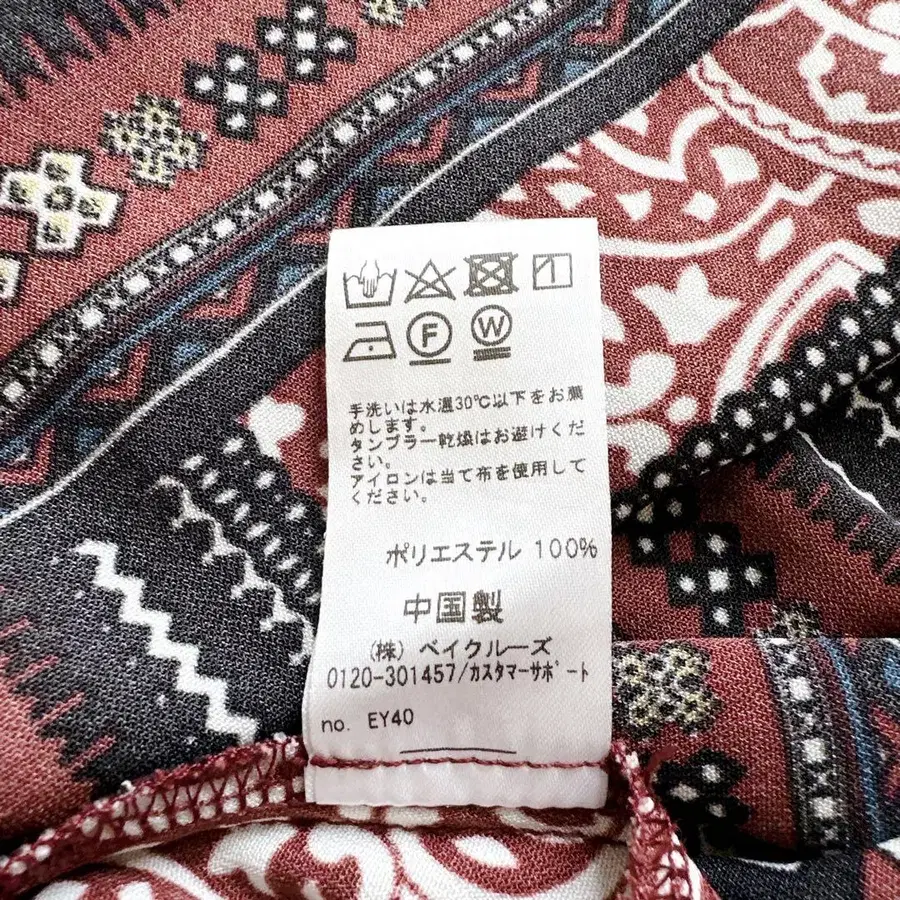 F W
手洗いは水温30℃以下をお願
めします。
タンブラー乾燥はお避けくだ
さい。
アイロンは当て布を使用して
ください。
ポリエステル 100%
中国製
(株) ベイクルーズ
0120-301457/カスタマーサポート
no. EY40